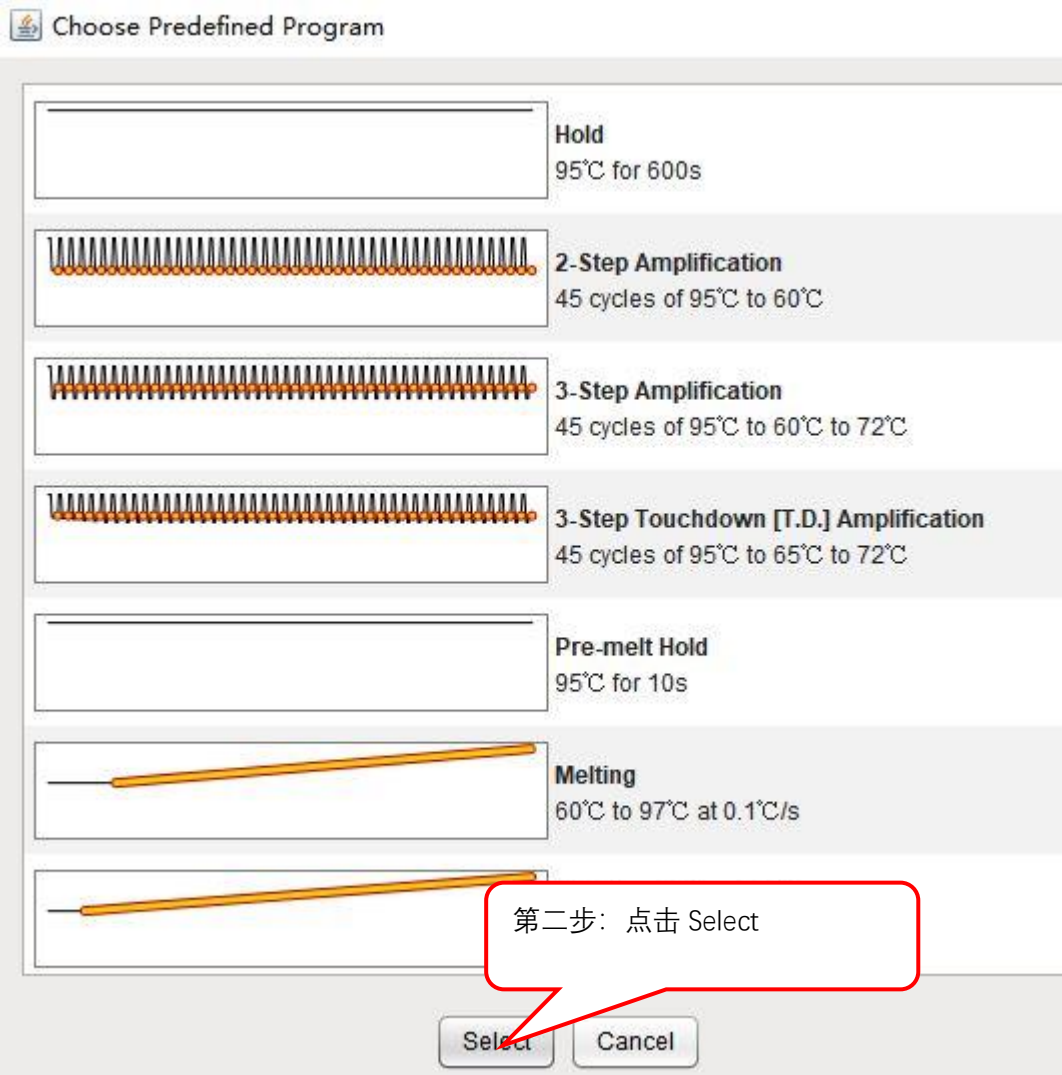 Choose Predefined Program
Hold
95℃ for 600s
2-Step Amplification
45 cycles of 95℃ to 60℃
3-Step Amplification
45 cycles of 95℃ to 60℃ to 72℃
3-Step Touchdown [T.D.] Amplification
45 cycles of 95℃ to 65℃ to 72℃
Pre-melt Hold
95℃ for 10s
Melting
60℃ to 97℃ at 0.1℃/s
第二步：点击 Select
Select
Cancel